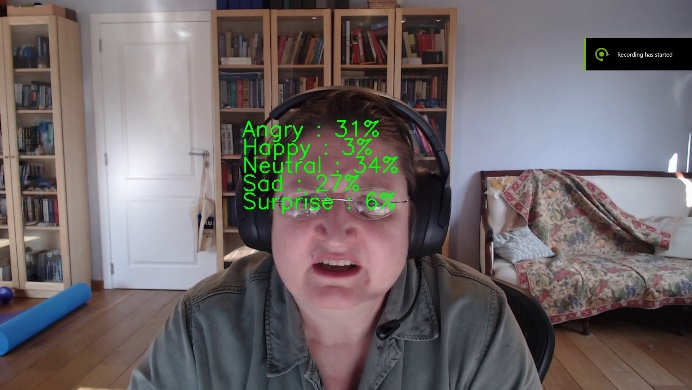 Recording has started
Angry : 31%
Happy : 3%
Neutral : 34%
Sad : 27%
Surprise : 6%